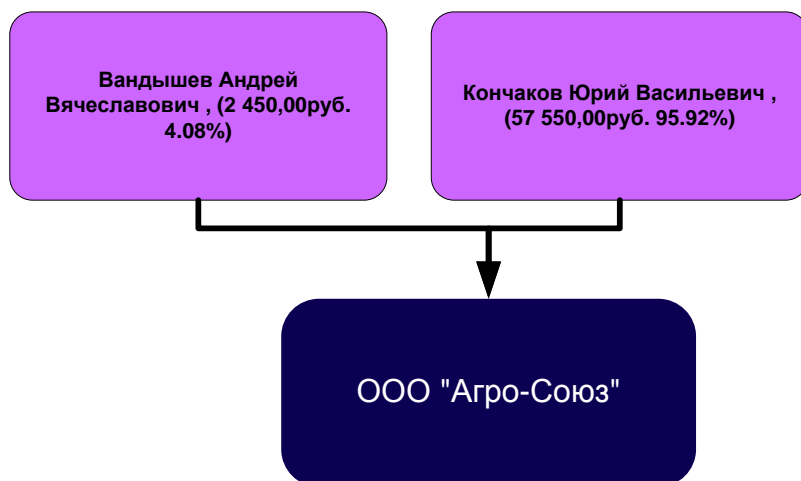 Вандышев Андрей
Вячеславович , (2 450,00руб.
4.08%)
Кончаков Юрий Васильевич ,
(57 550,00руб. 95.92%)
ООО "Агро-Союз"